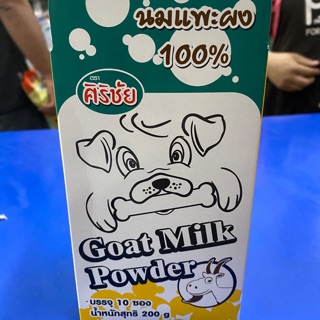 นมแพะผง
100%
ตรา
ศิริชัย
Goat Milk
Powder
· บรรจุ 10 ซอง
น้ำหนักสุทธิ 200 g